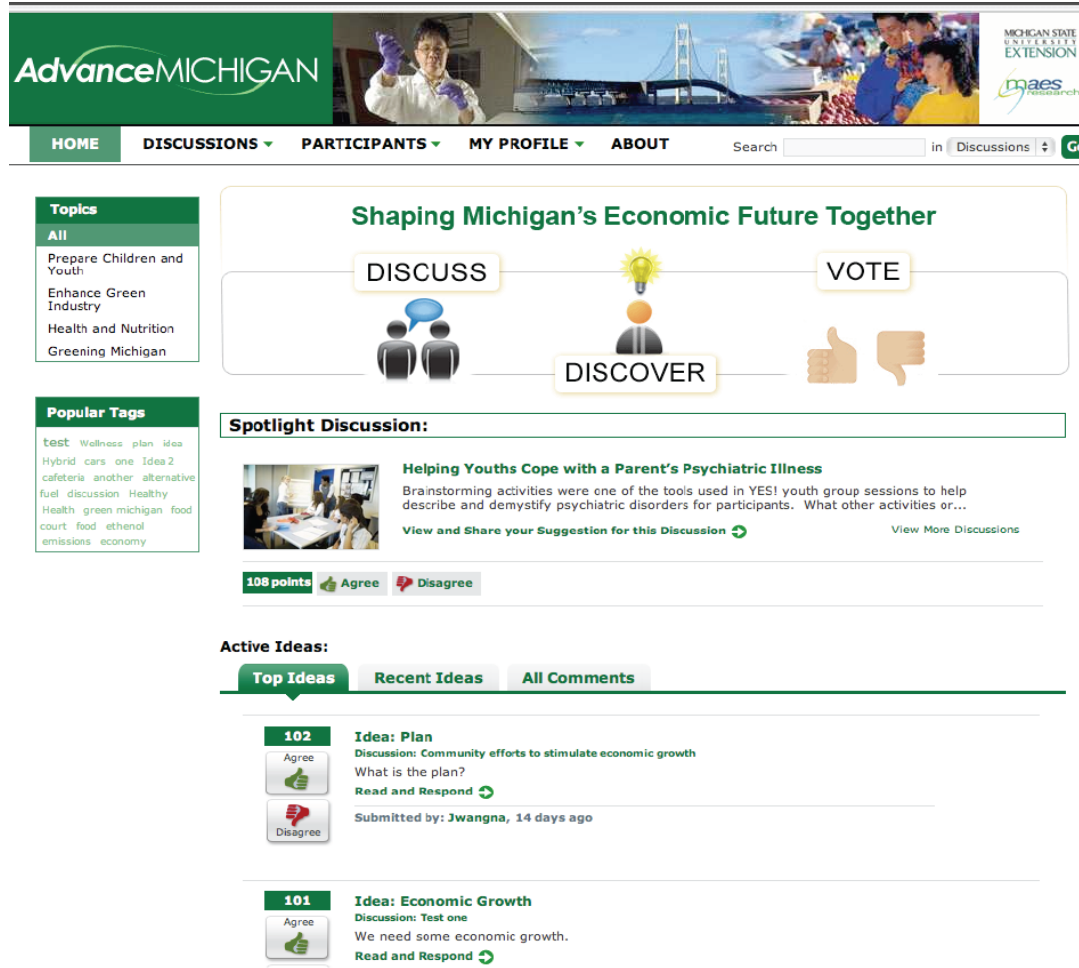 AdvanceMICHIGAN
MICHIGAN STATE
UNIVERSITY
EXTENSION
maes
research
HOME DISCUSSIONS PARTICIPANTS MY PROFILE ABOUT Search in Discussions
Topics
All
Prepare Children and
Youth
Enhance Green
Industry
Health and Nutrition
Greening Michigan
Shaping Michigan's Economic Future Together
DISCUSS
VOTE
DISCOVER
Popular Tags
test Wellness plan idea
Hybrid cars one Idea2
cafeteria another alternative
fuel discussion Healthy
Health green michigan food
court food ethenol
emissions economy
Spotlight Discussion:
Helping Youths Cope with a Parent's Psychiatric Illness
Brainstorming activities were one of the tools used in YES! youth group sessions to help
describe and demystify psychiatric disorders for participants. What other activities or...
View and Share your Suggestion for this Discussion View More Discussions
108 points Agree Disagree
Active Ideas:
Top Ideas Recent Ideas All Comments
102
Agree
Disagree
Idea: Plan
Discussion: Community efforts to stimulate economic growth
What is the plan?
Read and Respond
Submitted by: Jwangna, 14 days ago
101
Agree
Idea: Economic Growth
Discussion: Test one
We need some economic growth.
Read and Respond